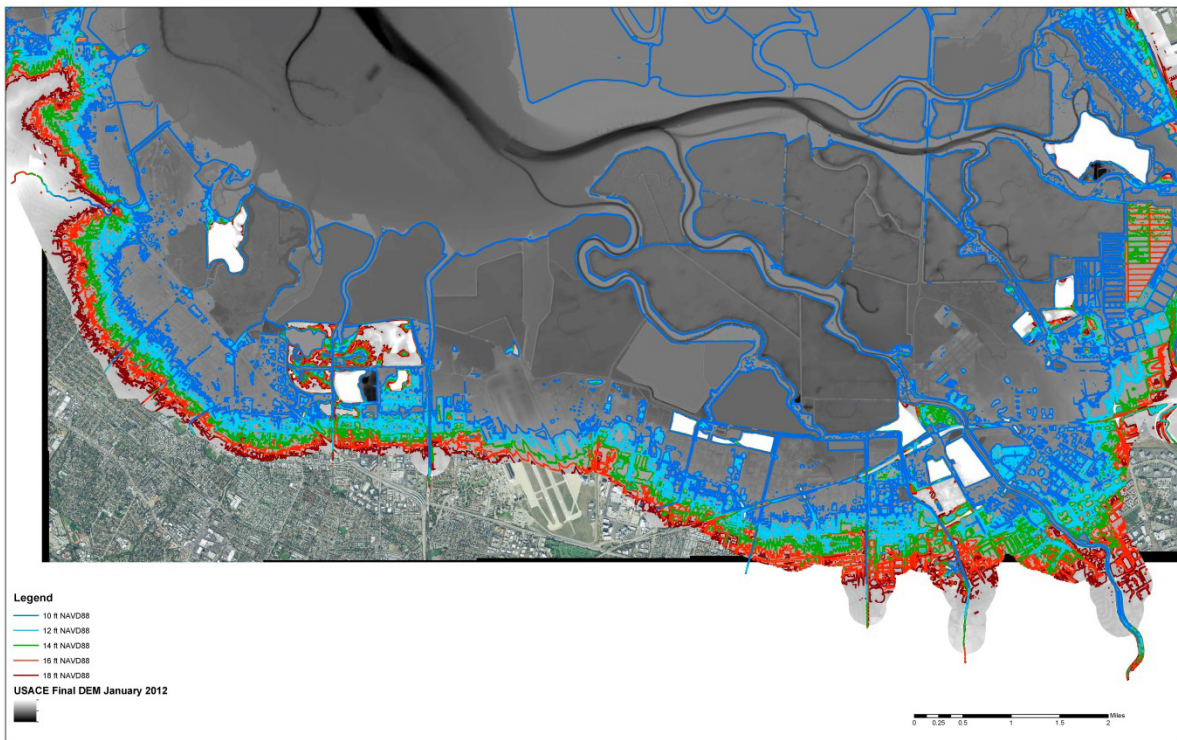 Legend
10 ft NAVD88
12 ft NAVD88
14 ft NAVD88
16 ft NAVD88
18 ft NAVD88
USACE Final DEM January 2012
Miles
0 0.25 0.5 1 1.5 2